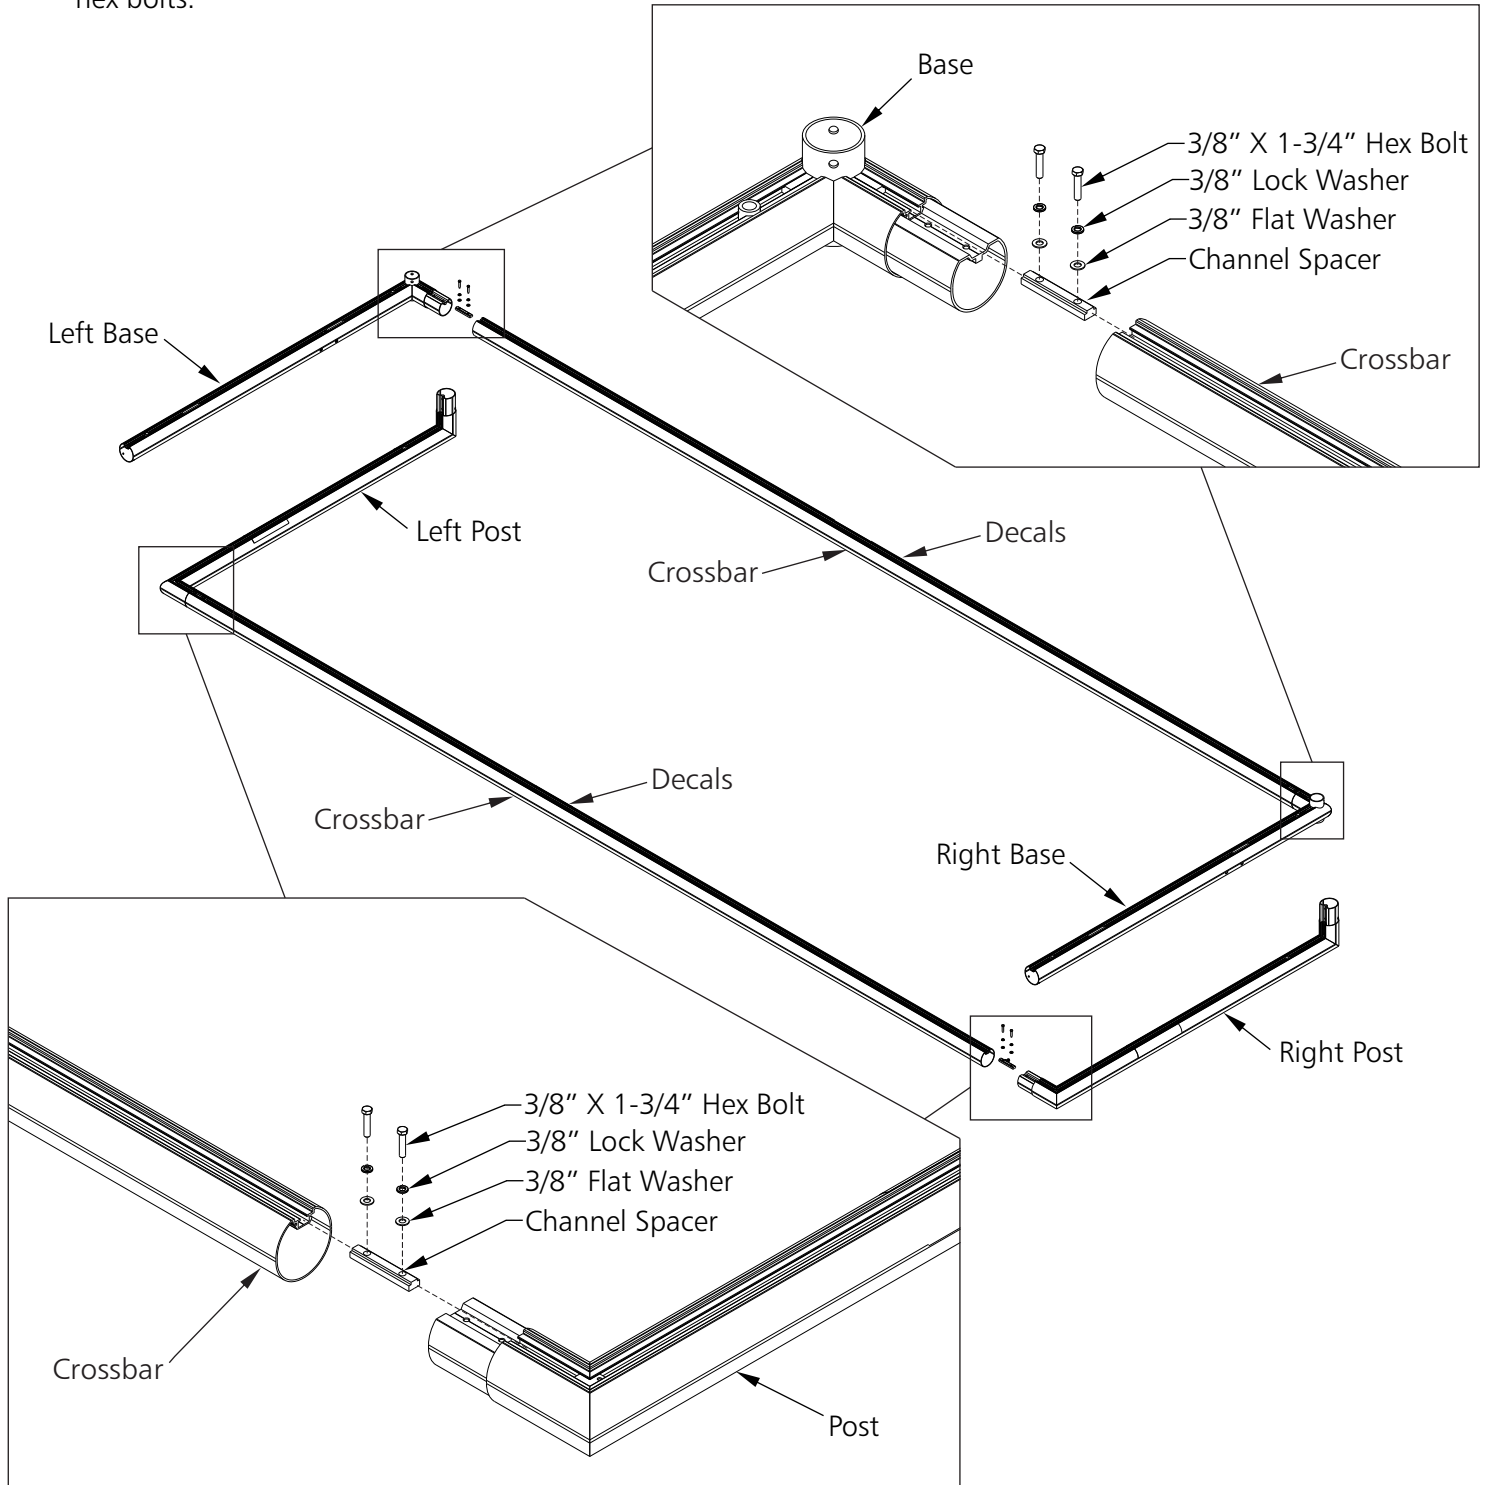 hex bolts.
Base
3/8” X 1-3/4” Hex Bolt
3/8” Lock Washer
3/8” Flat Washer
Channel Spacer
Crossbar
Left Base
Left Post
Decals
Crossbar
Decals
Crossbar
Right Base
Right Post
3/8” X 1-3/4” Hex Bolt
3/8” Lock Washer
3/8” Flat Washer
Channel Spacer
Crossbar
Post